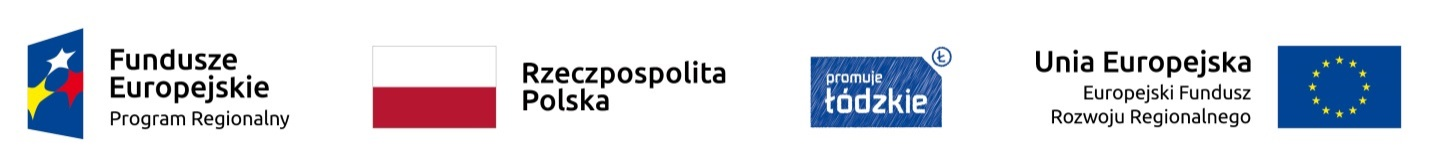 Fundusze
Europejskie
Program Regionalny
Rzeczpospolita
Polska
Ł
promuje
łódzkie
Unia Europejska
Europejski Fundusz
Rozwoju Regionalnego